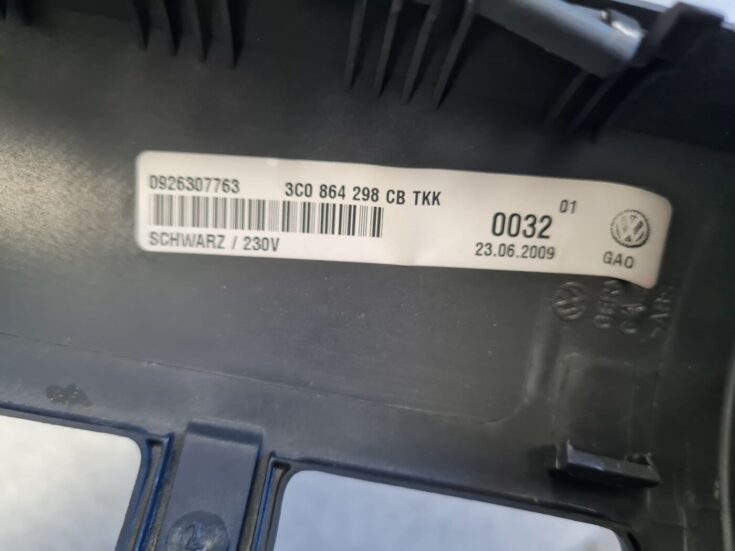 0926307763 3C0 864 298 CB TKK
SCHWARZ / 230V
0032 01
23.06.2009
GAO